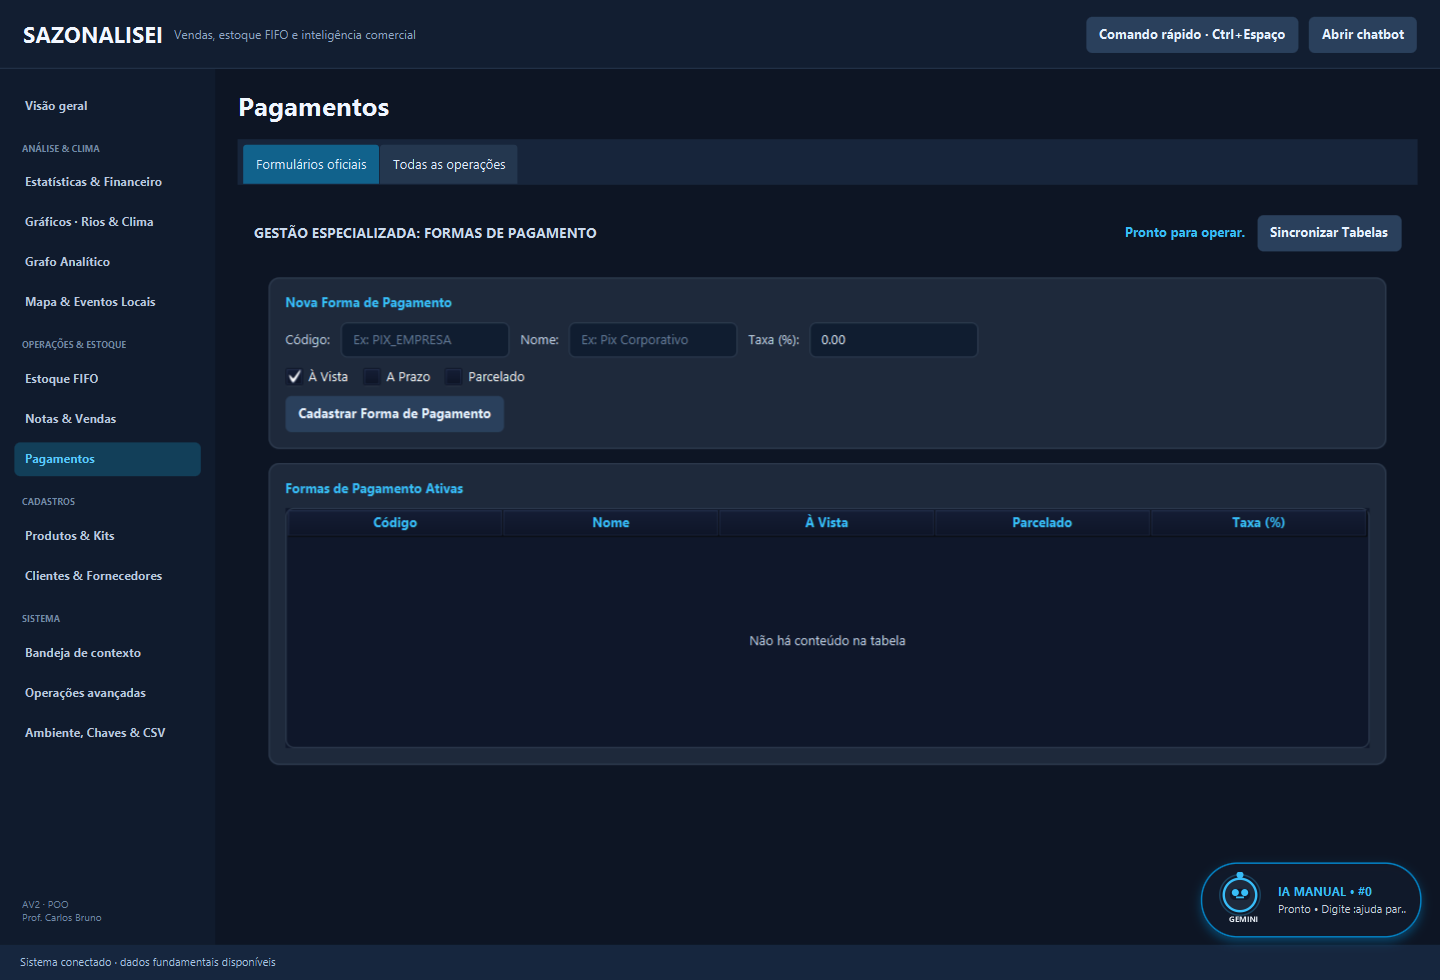 SAZONALISEI
Vendas, estoque FIFO e inteligência comercial
Comando rápido · Ctrl+Espaço
Abrir chatbot
Visão geral
ANÁLISE & CLIMA
Estatísticas & Financeiro
Gráficos · Rios & Clima
Grafo Analítico
Mapa & Eventos Locais
OPERAÇÕES & ESTOQUE
Estoque FIFO
Notas & Vendas
Pagamentos
CADASTROS
Produtos & Kits
Clientes & Fornecedores
SISTEMA
Bandeja de contexto
Operações avançadas
Ambiente, Chaves & CSV
AV2 · POO
Prof. Carlos Bruno
Pagamentos
Formulários oficiais
Todas as operações
GESTÃO ESPECIALIZADA: FORMAS DE PAGAMENTO
Pronto para operar.
Sincronizar Tabelas
Nova Forma de Pagamento
Código: Ex: PIX_EMPRESA Nome: Ex: Pix Corporativo Taxa (%): 0.00
À Vista A Prazo Parcelado
Cadastrar Forma de Pagamento
Formas de Pagamento Ativas
Código Nome À Vista Parcelado Taxa (%)
Não há conteúdo na tabela
GEMINI
IA MANUAL • #0
Pronto • Digite :ajuda par..
Sistema conectado · dados fundamentais disponíveis